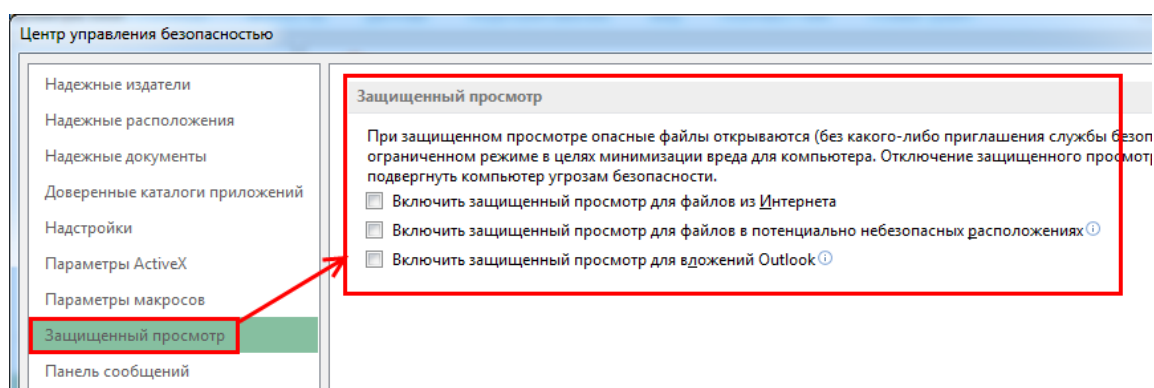 Центр управления безопасностью
Надежные издатели
Надежные расположения
Надежные документы
Доверенные каталоги приложений
Надстройки
Параметры ActiveX
Параметры макросов
Защищенный просмотр
Панель сообщений
Защищенный просмотр
При защищенном просмотре опасные файлы открываются (без какого-либо приглашения службы безоп
ограниченном режиме в целях минимизации вреда для компьютера. Отключение защищенного просмотр
подвергнуть компьютер угрозам безопасности.
Включить защищенный просмотр для файлов из Интернета
Включить защищенный просмотр для файлов в потенциально небезопасных расположениях
Включить защищенный просмотр для вложений Outlook